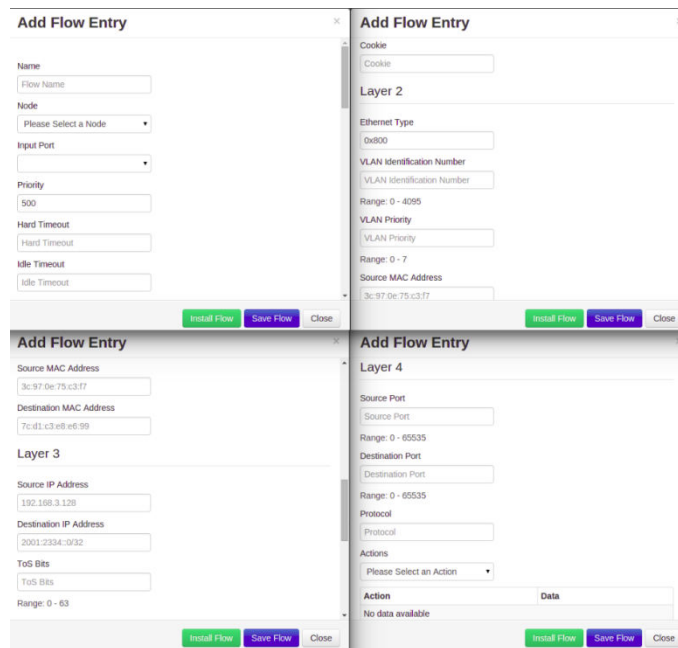 Add Flow Entry
×
Name
Flow Name
Node
Please Select a Node
Input Port
Priority
500
Hard Timeout
Hard Timeout
Idle Timeout
Idle Timeout
Install Flow Save Flow Close
Add Flow Entry
Cookie
Cookie
Layer 2
Ethernet Type
0x800
VLAN Identification Number
VLAN Identification Number
Range: 0 - 4095
VLAN Priority
VLAN Priority
Range: 0 - 7
Source MAC Address
3c:97:0e:75:c3:f7
Install Flow Save Flow Close
Add Flow Entry
×
Source MAC Address
3c:97:0e:75:c3:f7
Destination MAC Address
7c:d1:c3:e8:e6:99
Layer 3
Source IP Address
192.168.3.128
Destination IP Address
2001:2334::0/32
ToS Bits
ToS Bits
Range: 0 - 63
Install Flow Save Flow Close
Add Flow Entry
Layer 4
Source Port
Source Port
Range: 0 - 65535
Destination Port
Destination Port
Range: 0 - 65535
Protocol
Protocol
Actions
Please Select an Action
Action Data
No data available
Install Flow Save Flow Close